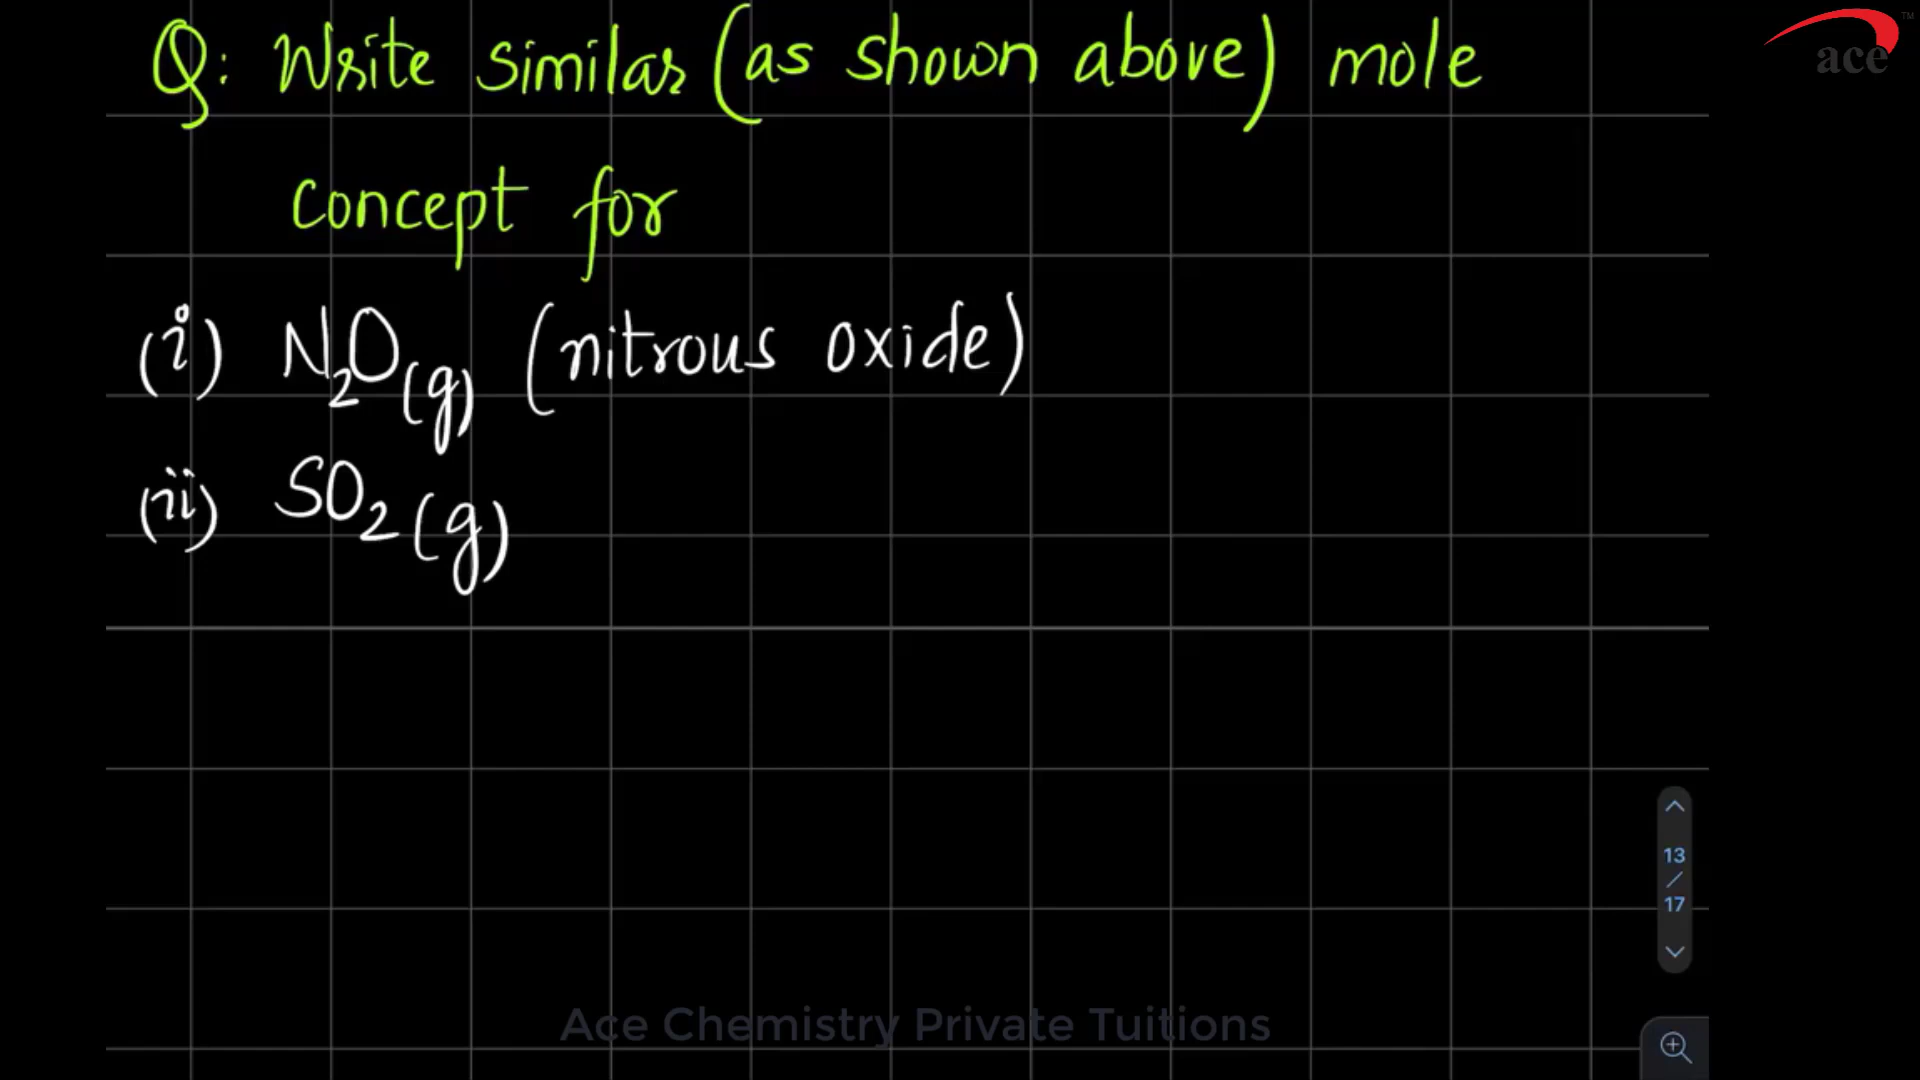 ace TM
Q: Write similar (as shown above) mole
concept for
(i) N₂O(g) (nitrous oxide)
(ii) SO₂(g)
13
/
17
Ace Chemistry Private Tuitions